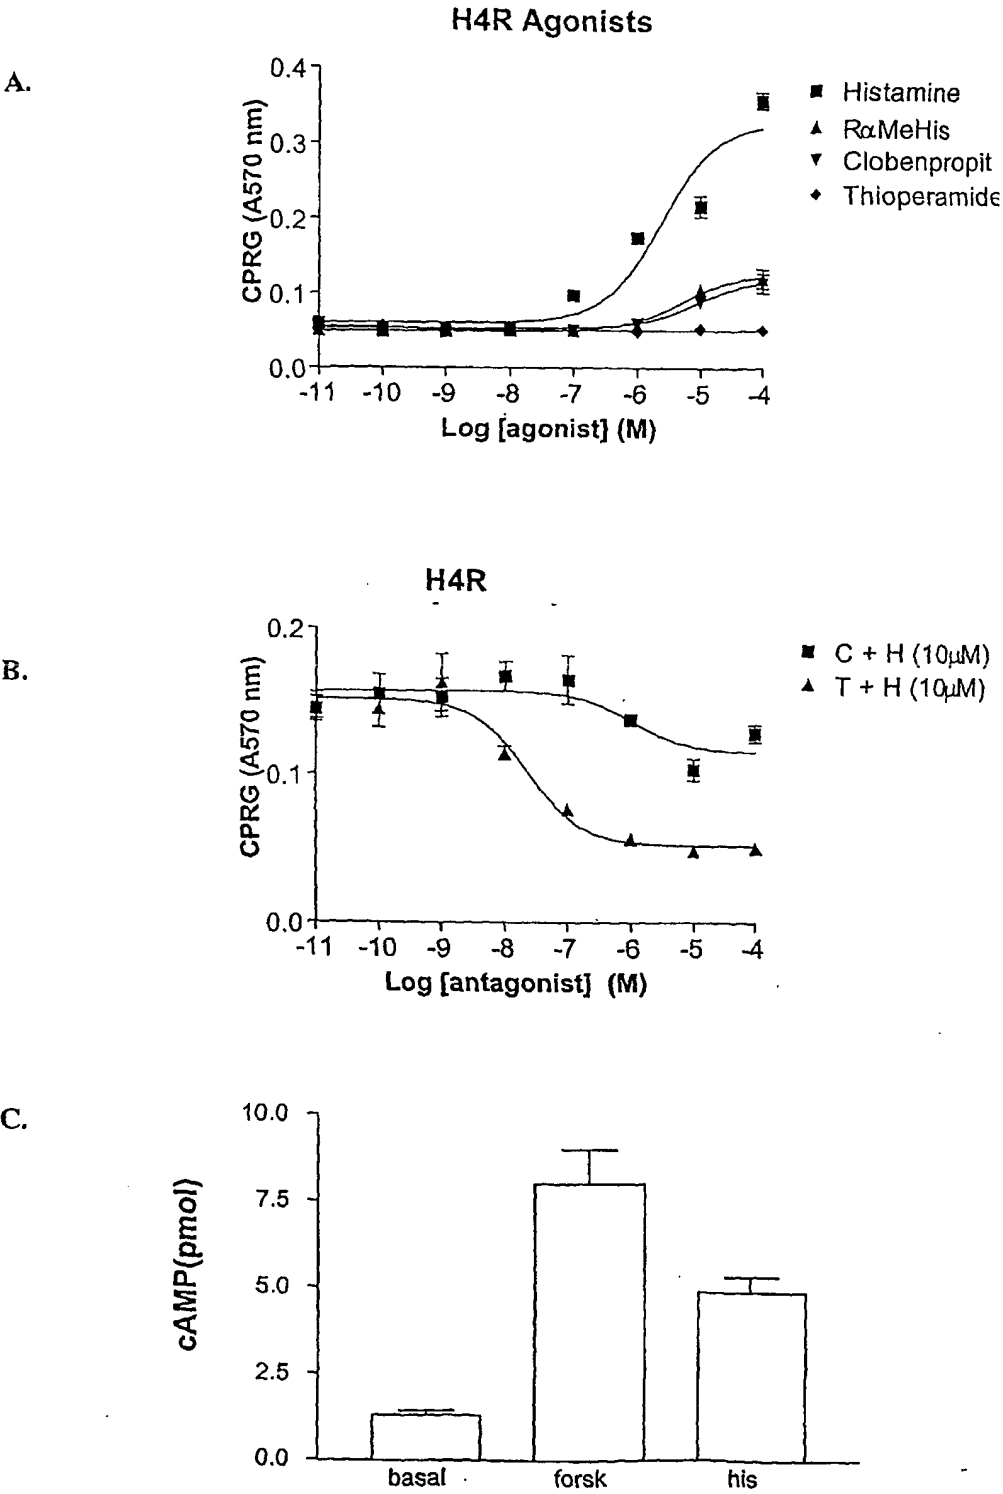 H4R Agonists
A.
CPRG (A570 nm)
0.4
0.3
0.2
0.1
0.0
-11 -10 -9 -8 -7 -6 -5 -4
Log [agonist] (M)
Histamine
RαMeHis
Clobenpropit
Thioperamide
H4R
B.
CPRG (A570 nm)
0.2
0.1
0.0
-11 -10 -9 -8 -7 -6 -5 -4
Log [antagonist] (M)
C + H (10µM)
T + H (10µM)
C.
cAMP(pmol)
10.0
7.5
5.0
2.5
0.0
basal forsk his